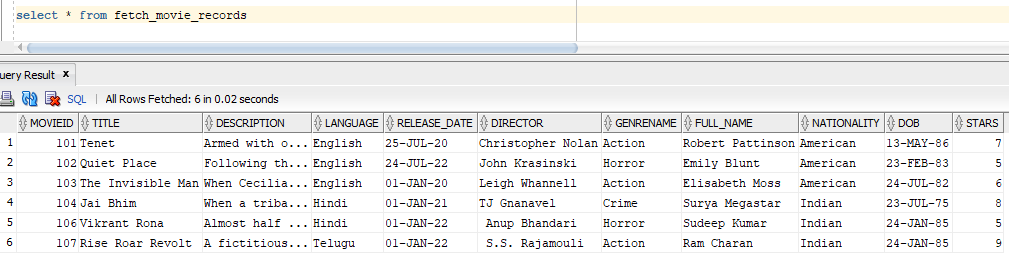 select * from fetch_movie_records
uery Result x
SQL | All Rows Fetched: 6 in 0.02 seconds
MOVIEID TITLE DESCRIPTION LANGUAGE RELEASE_DATE DIRECTOR GENRENAME FULL_NAME NATIONALITY DOB STARS
1 101 Tenet Armed with o... English 25-JUL-20 Christopher Nolan Action Robert Pattinson American 13-MAY-86 7
2 102 Quiet Place Following th... English 24-JUL-22 John Krasinski Horror Emily Blunt American 23-FEB-83 5
3 103 The Invisible Man When Cecilia... English 01-JAN-20 Leigh Whannell Action Elisabeth Moss American 24-JUL-82 6
4 104 Jai Bhim When a triba... Hindi 01-JAN-21 TJ Gnanavel Crime Surya Megastar Indian 23-JUL-75 8
5 106 Vikrant Rona Almost half ... Hindi 01-JAN-22 Anup Bhandari Horror Sudeep Kumar Indian 24-JAN-85 5
6 107 Rise Roar Revolt A fictitious... Telugu 01-JAN-22 S.S. Rajamouli Action Ram Charan Indian 24-JAN-85 9